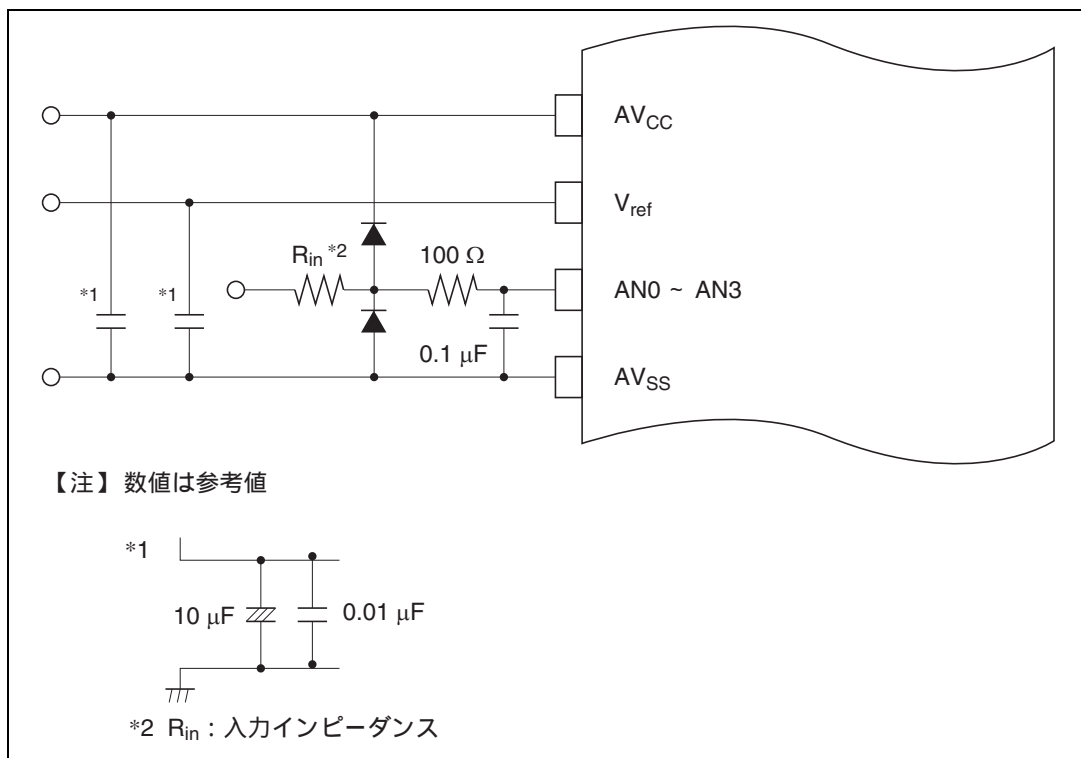 AVCC
Vref
Rin *2
100 Ω
*1
*1
AN0 ~ AN3
0.1 μF
AVSS
【注】 数値は参考値
*1
10 μF
0.01 μF
*2 Rin : 入力インピーダンス